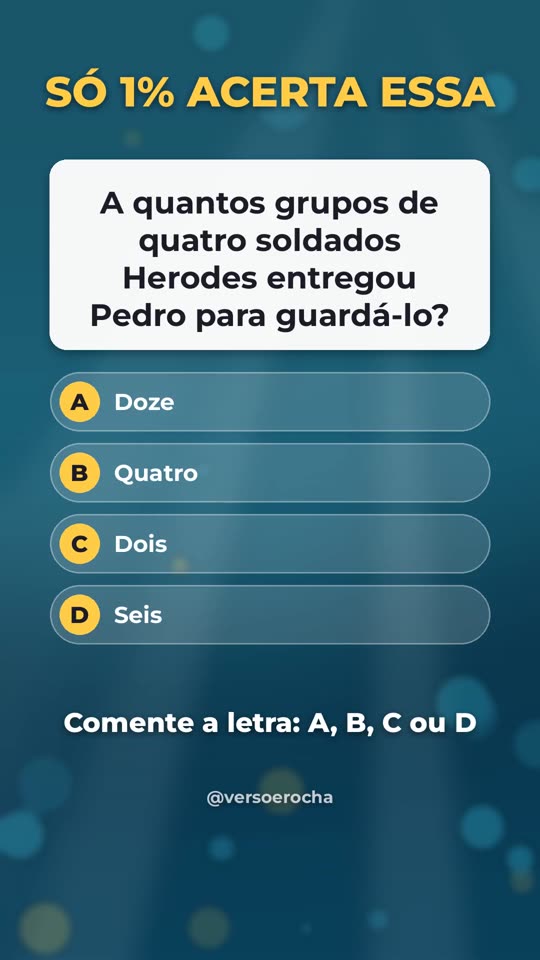 SÓ 1% ACERTA ESSA
A quantos grupos de
quatro soldados
Herodes entregou
Pedro para guardá-lo?
A Doze
B Quatro
C Dois
D Seis
Comente a letra: A, B, C ou D
@versoerocha